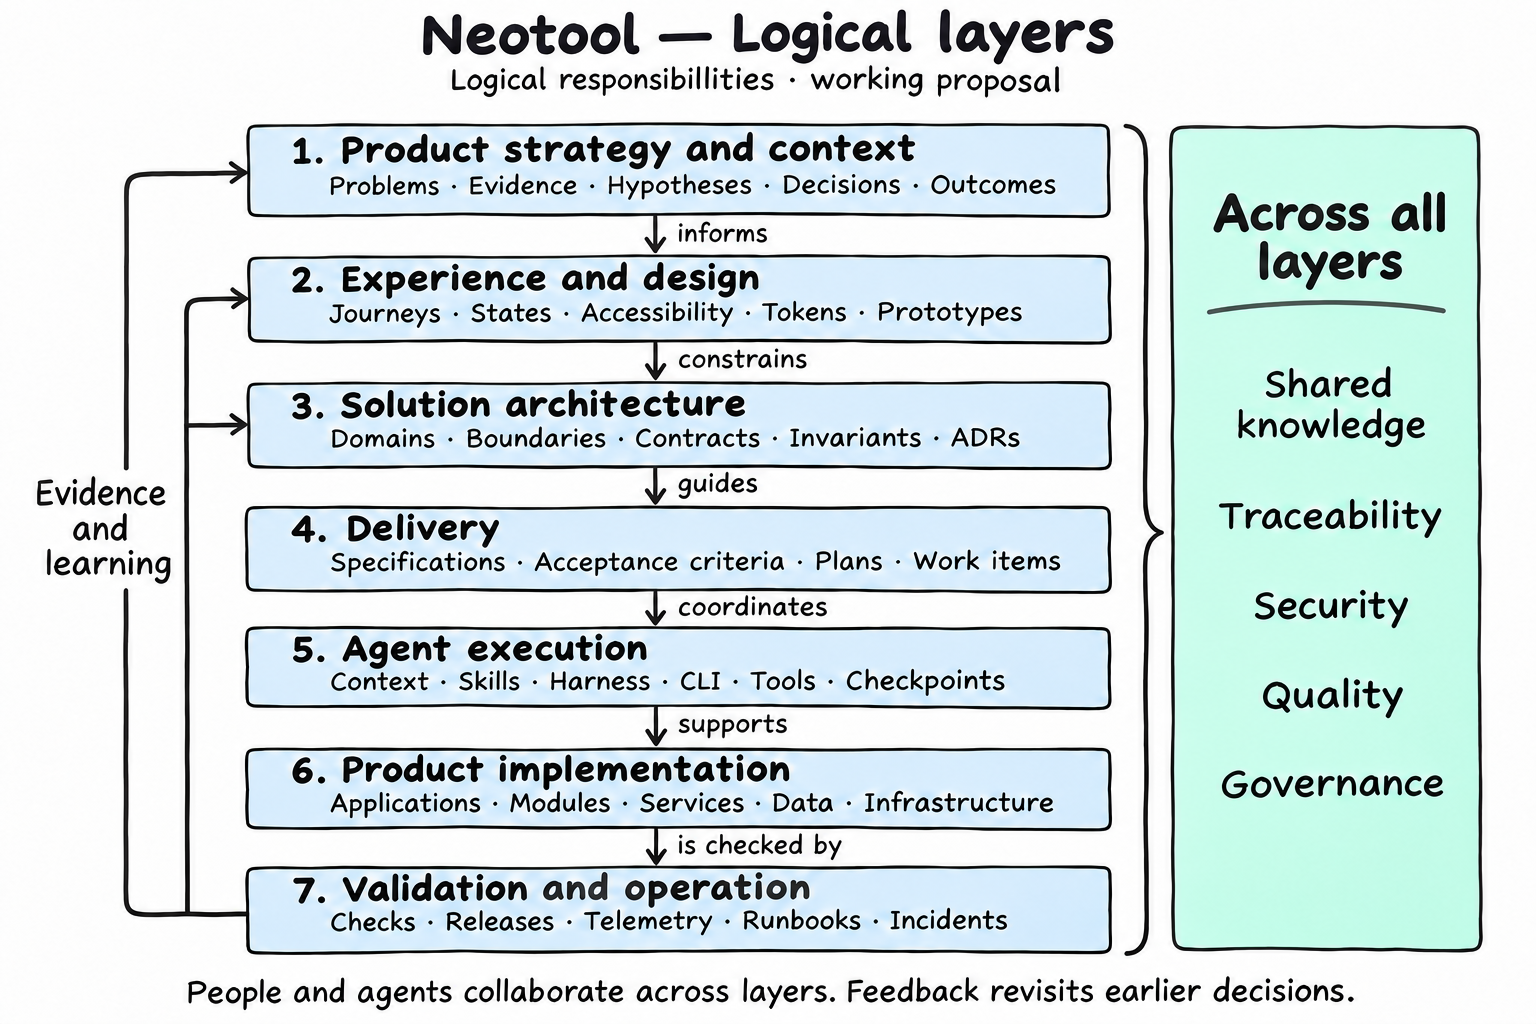 Neotool — Logical layers
Logical responsibillities · working proposal
1. Product strategy and context
Problems · Evidence · Hypotheses · Decisions · Outcomes
informs
2. Experience and design
Journeys · States · Accessibility · Tokens · Prototypes
constrains
3. Solution architecture
Domains · Boundaries · Contracts · Invariants · ADRs
guides
4. Delivery
Specifications · Acceptance criteria · Plans · Work items
coordinates
5. Agent execution
Context · Skills · Harness · CLI · Tools · Checkpoints
supports
6. Product implementation
Applications · Modules · Services · Data · Infrastructure
is checked by
7. Validation and operation
Checks · Releases · Telemetry · Runbooks · Incidents
Evidence
and
learning
Across all
layers
Shared
knowledge
Traceability
Security
Quality
Governance
People and agents collaborate across layers. Feedback revisits earlier decisions.